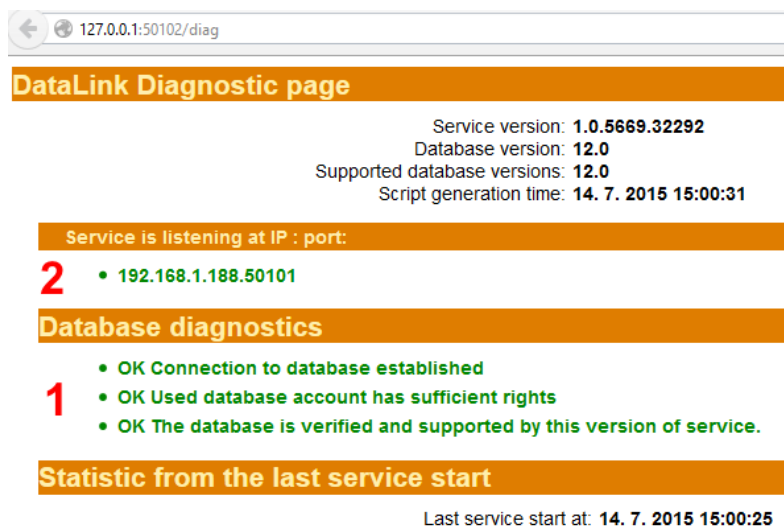 127.0.0.1:50102/diag
DataLink Diagnostic page
Service version: 1.0.5669.32292
Database version: 12.0
Supported database versions: 12.0
Script generation time: 14. 7. 2015 15:00:31
Service is listening at IP : port:
2 • 192.168.1.188.50101
Database diagnostics
• OK Connection to database established
1 • OK Used database account has sufficient rights
• OK The database is verified and supported by this version of service.
Statistic from the last service start
Last service start at: 14. 7. 2015 15:00:25